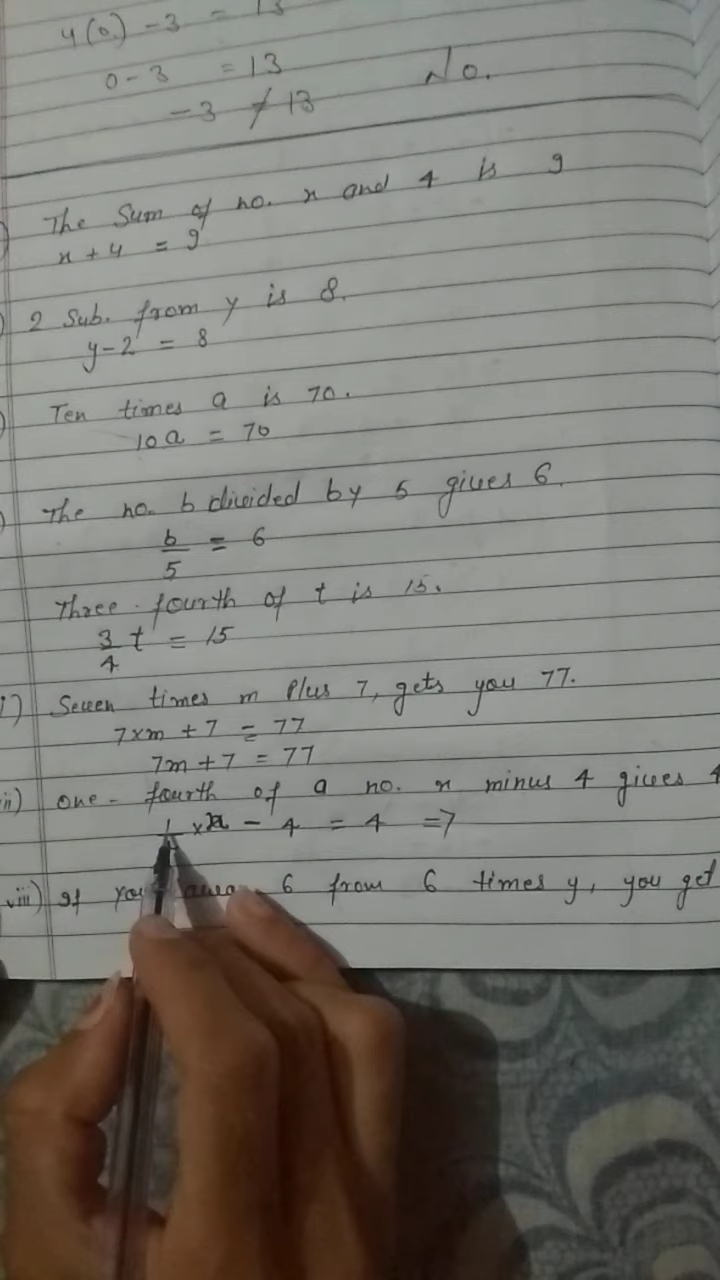 4(0) - 3 = 13
0 - 3 = 13 No.
-3 ≠ 13
The Sum of no. x and 4 is 9
x + 4 = 9
2 Sub. from y is 8.
y - 2 = 8
Ten times a is 70.
10a = 70
The no. b divided by 5 gives 6.
b/5 = 6
Three fourth of t is 15.
3/4 t = 15
i) Seven times m Plus 7, gets you 77.
7xm + 7 = 77
7m + 7 = 77
ii) One - fourth of a no. x minus 4 gives 4
1 × x - 4 = 4 =>
viii) If you 6 from 6 times y, you get